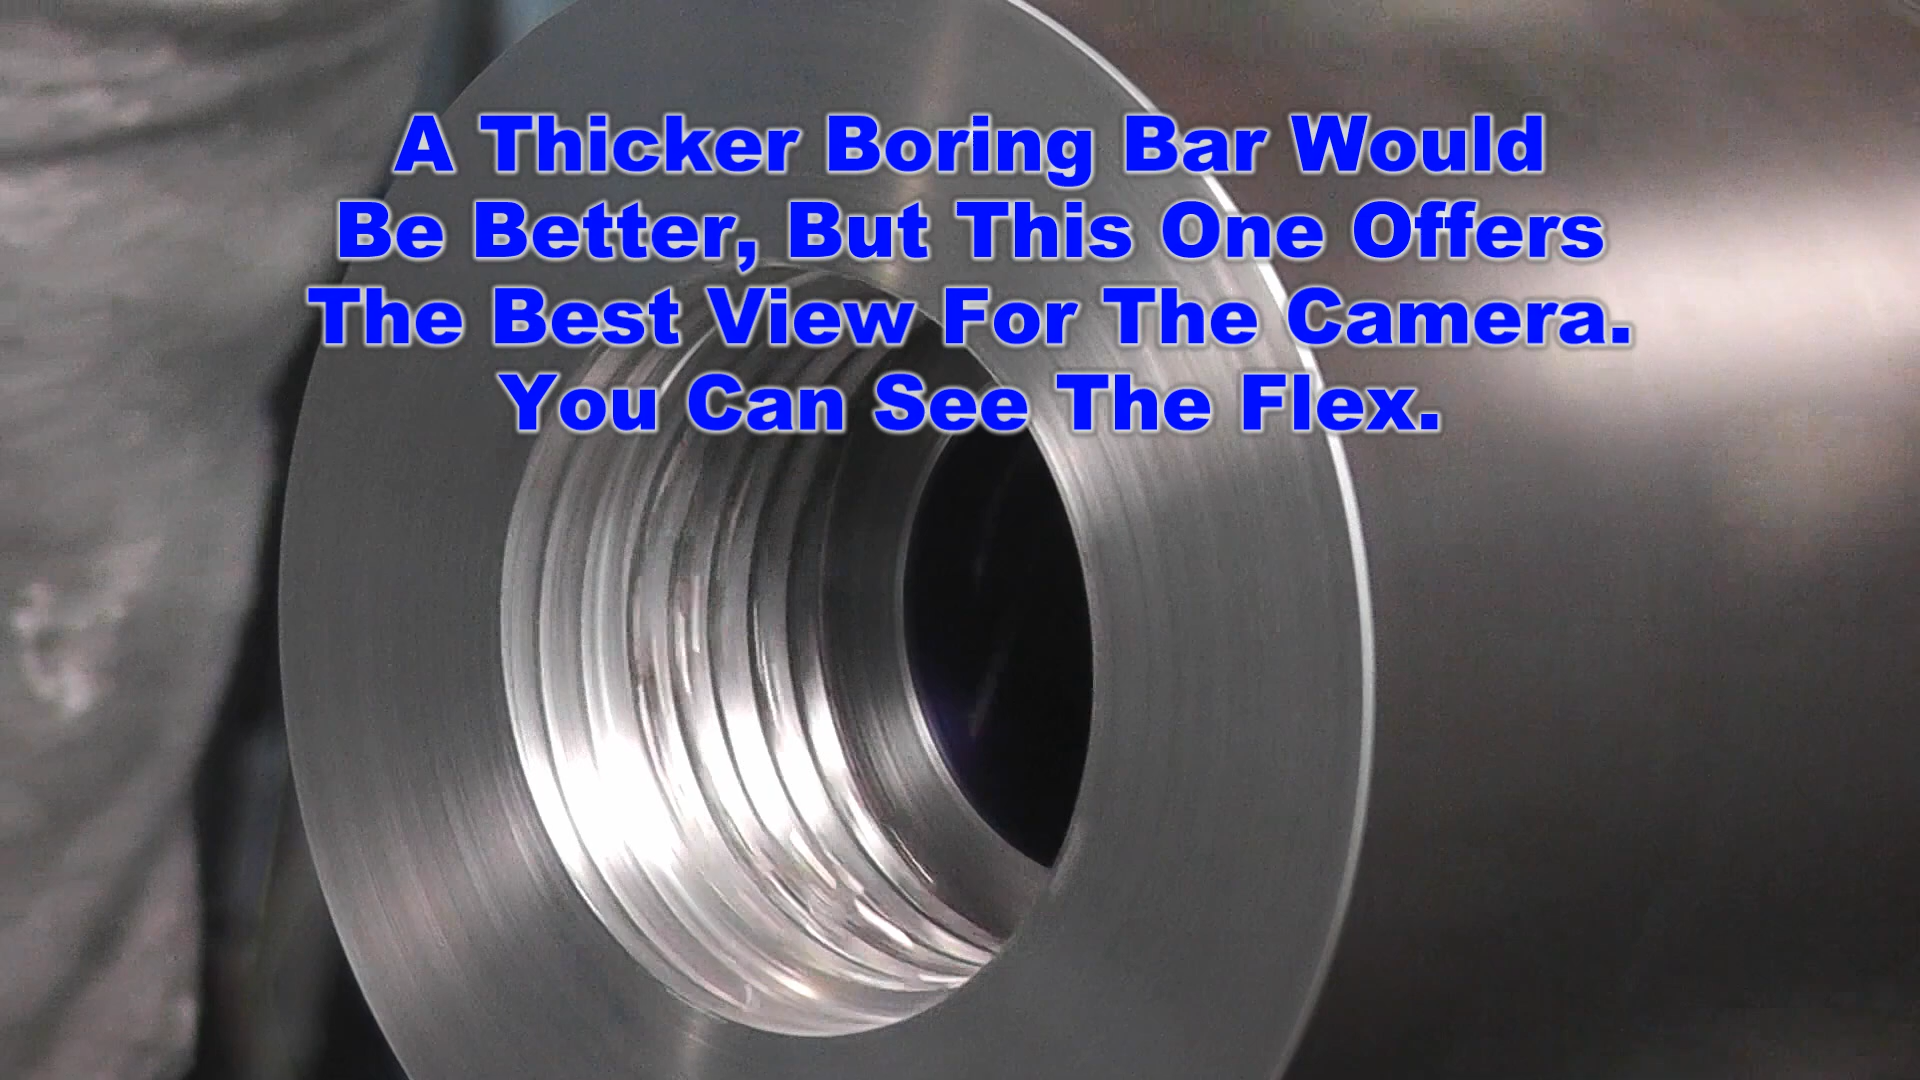 A Thicker Boring Bar Would
Be Better, But This One Offers
The Best View For The Camera.
You Can See The Flex.